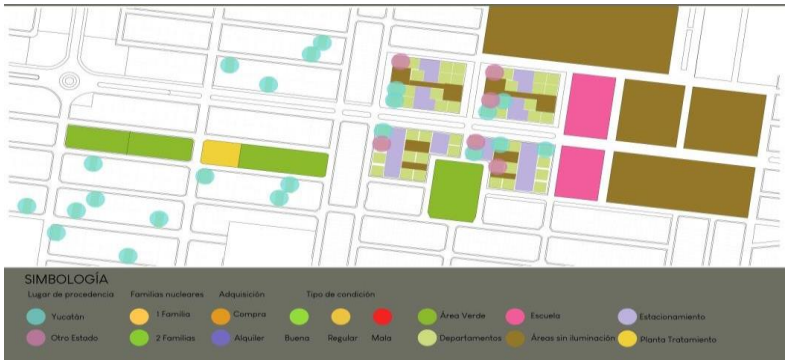 SIMBOLOGÍA
Lugar de procedencia Familias nucleares Adquisición Tipo de condición
Yucatán 1 Familia Compra Área Verde Escuela Estacionamiento
Otro Estado 2 Familias Alquiler Buena Regular Mala Departamentos Áreas sin iluminación Planta Tratamiento